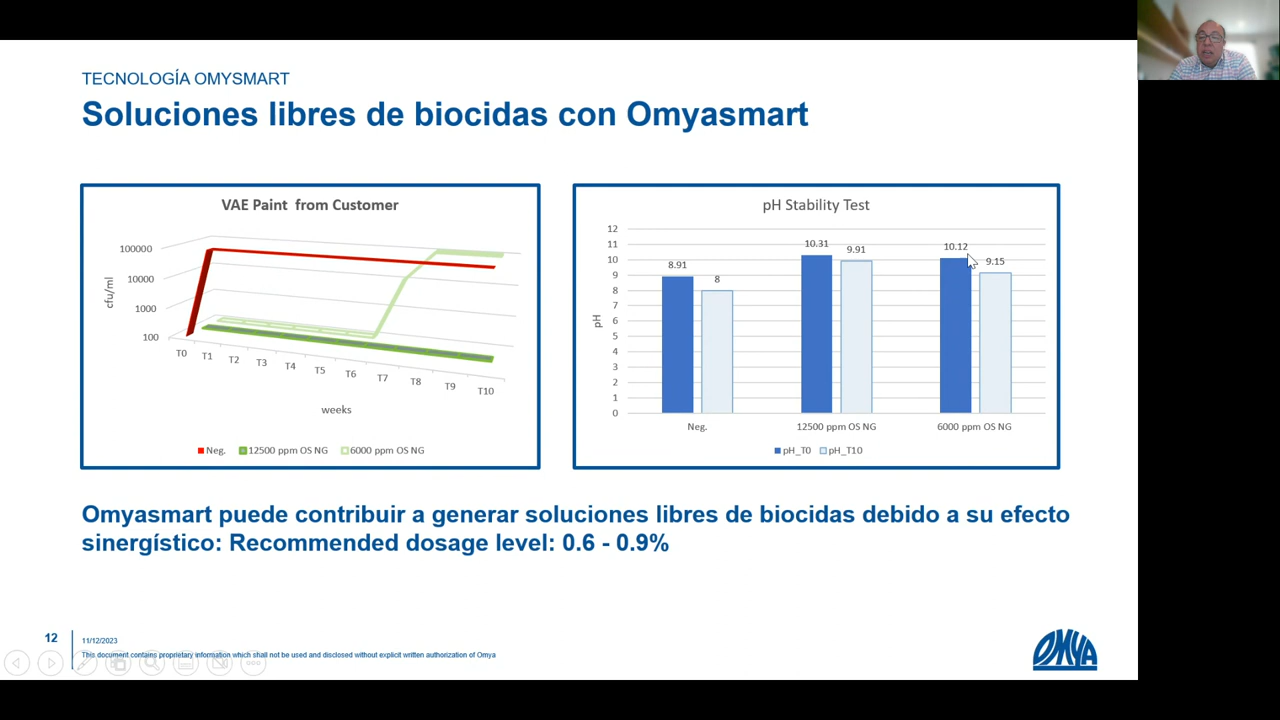 TECNOLOGÍA OMYSMART
Soluciones libres de biocidas con Omyasmart
VAE Paint from Customer
100000
10000
1000
100
cfu/ml
T0 T1 T2 T3 T4 T5 T6 T7 T8 T9 T10
weeks
Neg. 12500 ppm OS NG 6000 ppm OS NG
pH Stability Test
12
11
10
9
8
7
6
5
4
3
2
1
0
pH
8.91 8 10.31 9.91 10.12 9.15
Neg. 12500 ppm OS NG 6000 ppm OS NG
pH_T0 pH_T10
Omyasmart puede contribuir a generar soluciones libres de biocidas debido a su efecto
sinergístico: Recommended dosage level: 0.6 - 0.9%
12
11/12/2023
This document contains proprietary information which shall not be used and disclosed without explicit written authorization of Omya
OMYA